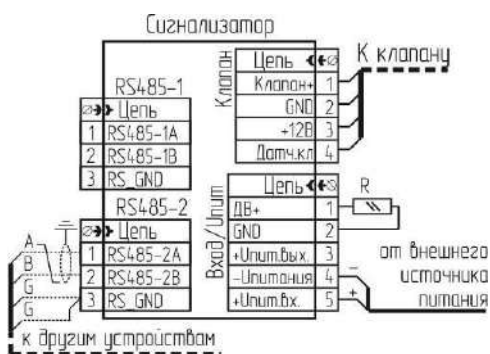 Сигнализатор
RS485-1
Цепь
1 RS485-1A
2 RS485-1B
3 RS_GND
RS485-2
Цепь
1 RS485-2A
2 RS485-2B
3 RS_GND
A
B
G
G
к другим устройствам
Клапан
Цепь
Клапан+ 1
GND 2
+12В 3
Датч.кл 4
К клапану
Вход/Uпит
Цепь
ДВ+ 1
GND 2
+Uпит.вых. 3
-Uпитания 4
+Uпит.вх. 5
R
от внешнего
источника
питания
−
+